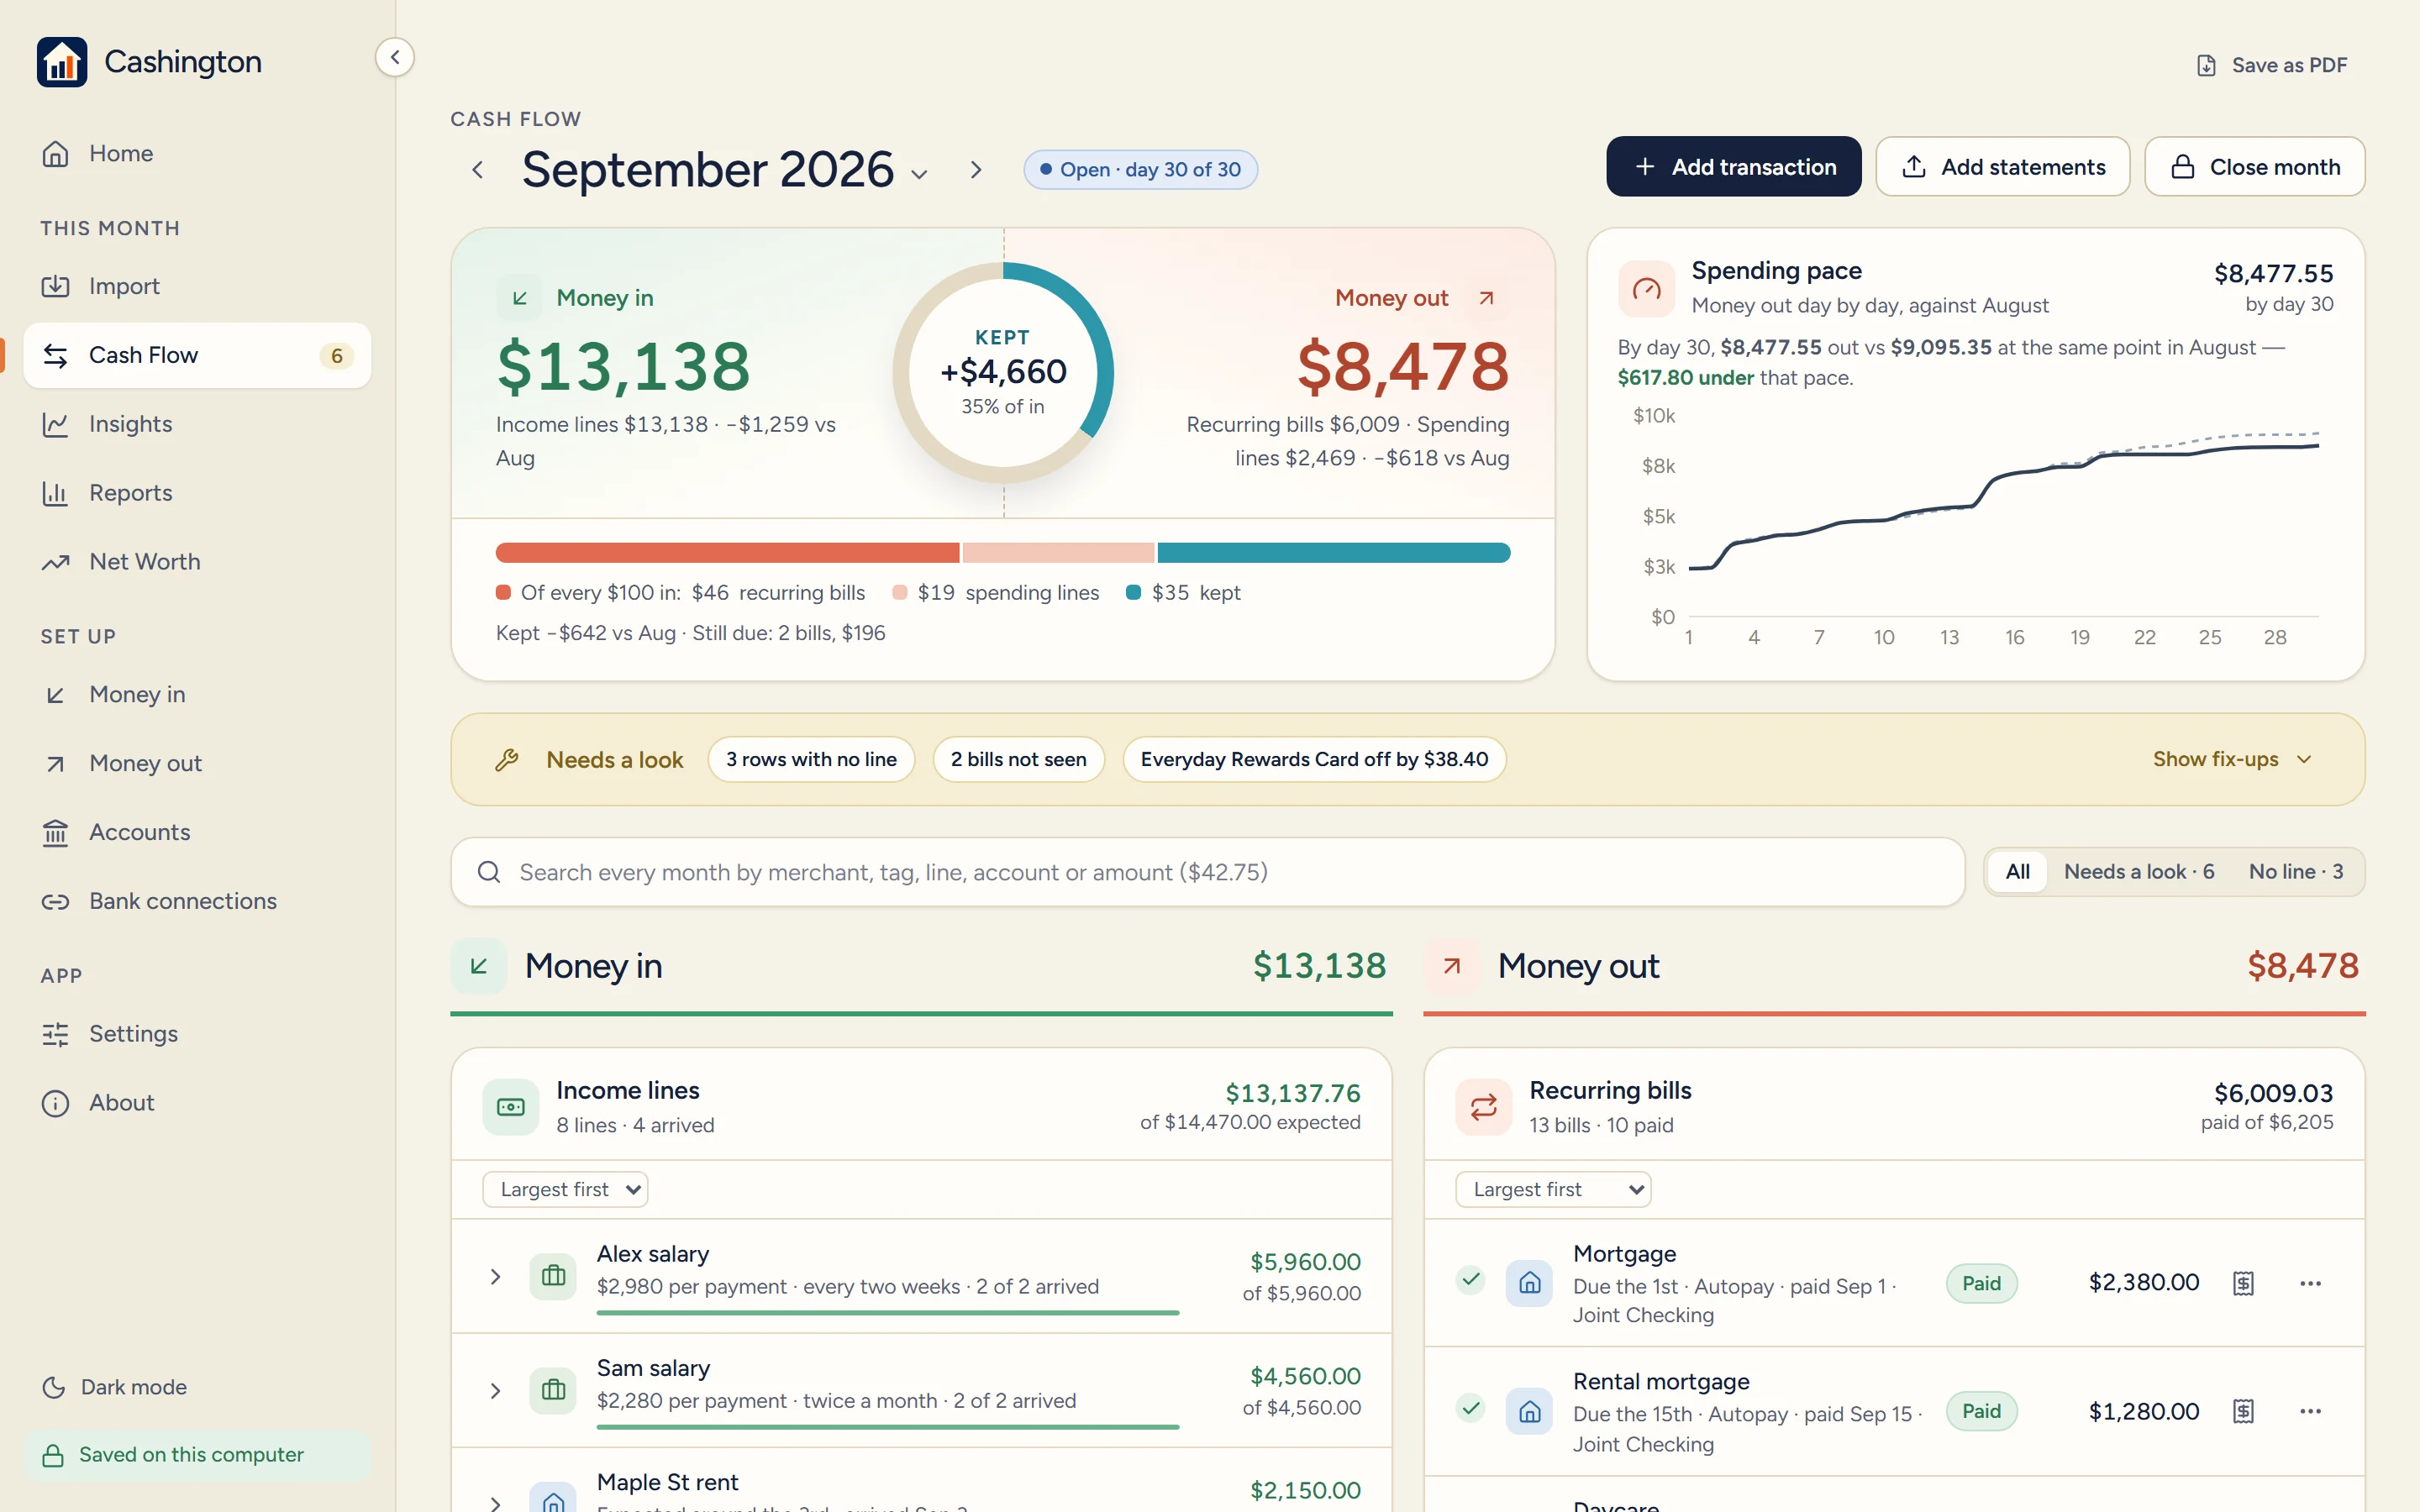 Cashington
Home
THIS MONTH
Import
Cash Flow
6
Insights
Reports
Net Worth
SET UP
Money in
Money out
Accounts
Bank connections
APP
Settings
About
Dark mode
Saved on this computer
Save as PDF
CASH FLOW
September 2026
Open · day 30 of 30
Add transaction
Add statements
Close month
Money in
$13,138
Income lines $13,138 · −$1,259 vs
Aug
KEPT
+$4,660
35% of in
Money out
$8,478
Recurring bills $6,009 · Spending
lines $2,469 · −$618 vs Aug
Of every $100 in: $46 recurring bills
$19 spending lines
$35 kept
Kept −$642 vs Aug · Still due: 2 bills, $196
Spending pace
Money out day by day, against August
$8,477.55
by day 30
By day 30, $8,477.55 out vs $9,095.35 at the same point in August —
$617.80 under that pace.
$10k
$8k
$5k
$3k
$0
1 4 7 10 13 16 19 22 25 28
Needs a look
3 rows with no line
2 bills not seen
Everyday Rewards Card off by $38.40
Show fix-ups
Search every month by merchant, tag, line, account or amount ($42.75)
All
Needs a look · 6
No line · 3
Money in
$13,138
Income lines
8 lines · 4 arrived
$13,137.76
of $14,470.00 expected
Largest first
Alex salary
$2,980 per payment · every two weeks · 2 of 2 arrived
$5,960.00
of $5,960.00
Sam salary
$2,280 per payment · twice a month · 2 of 2 arrived
$4,560.00
of $4,560.00
Maple St rent
$2,150.00
Money out
$8,478
Recurring bills
13 bills · 10 paid
$6,009.03
paid of $6,205
Largest first
Mortgage
Due the 1st · Autopay · paid Sep 1 ·
Joint Checking
Paid
$2,380.00
Rental mortgage
Due the 15th · Autopay · paid Sep 15 ·
Joint Checking
Paid
$1,280.00
Daycare